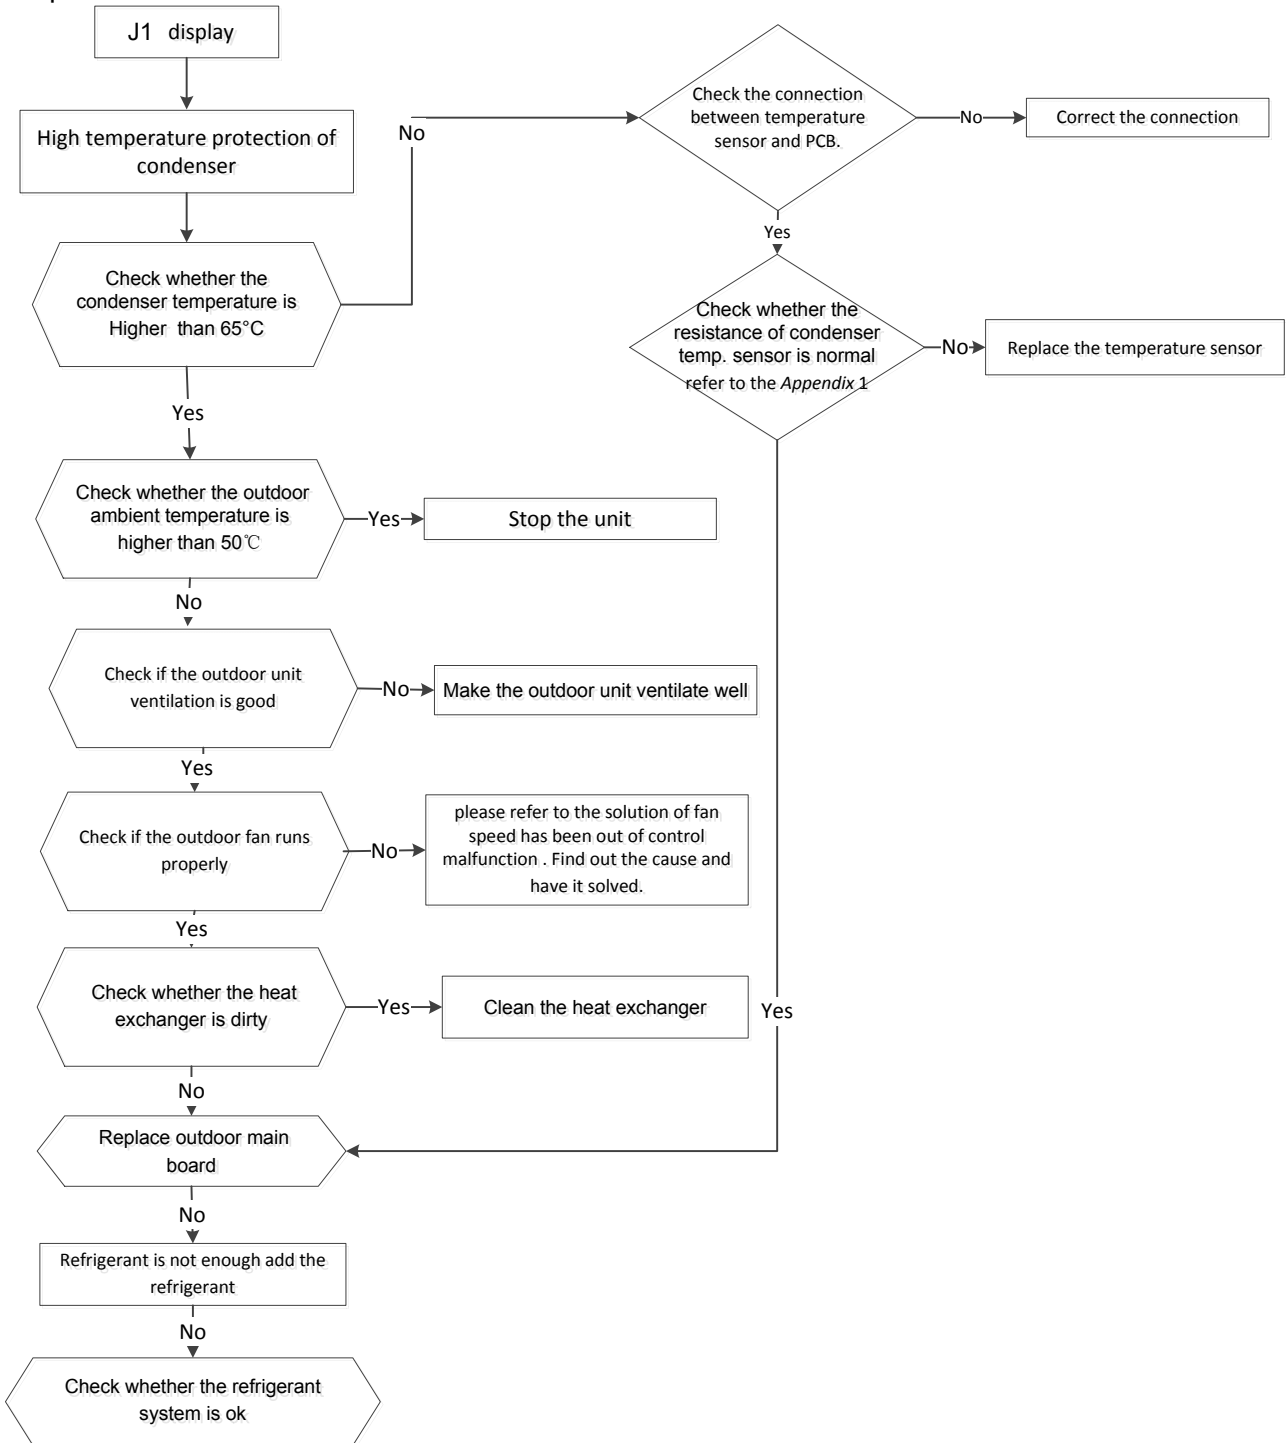 J1 display
High temperature protection of
condenser
No
Check the connection
between temperature
sensor and PCB.
No
Correct the connection
Yes
Check whether the
condenser temperature is
Higher than 65°C
Check whether the
resistance of condenser
temp. sensor is normal
refer to the Appendix 1
No
Replace the temperature sensor
Yes
Check whether the outdoor
ambient temperature is
higher than 50℃
Yes
Stop the unit
No
Check if the outdoor unit
ventilation is good
No
Make the outdoor unit ventilate well
Yes
Check if the outdoor fan runs
properly
No
please refer to the solution of fan
speed has been out of control
malfunction . Find out the cause and
have it solved.
Yes
Check whether the heat
exchanger is dirty
Yes
Clean the heat exchanger
Yes
No
Replace outdoor main
board
No
Refrigerant is not enough add the
refrigerant
No
Check whether the refrigerant
system is ok